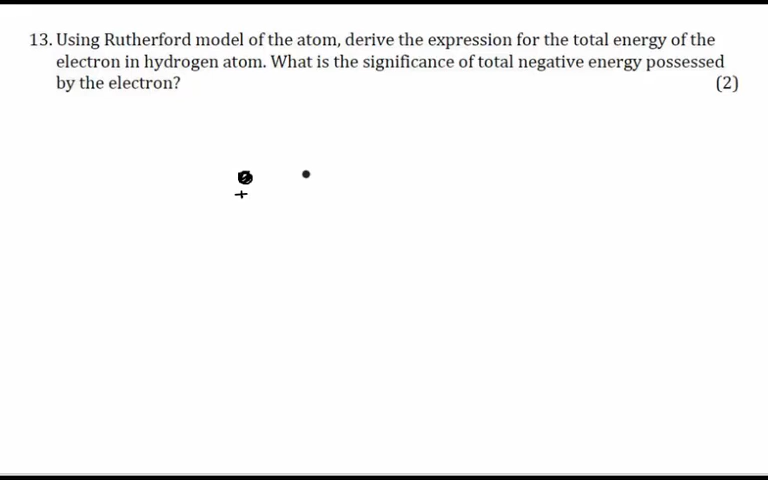 13. Using Rutherford model of the atom, derive the expression for the total energy of the
electron in hydrogen atom. What is the significance of total negative energy possessed
by the electron? (2)
+